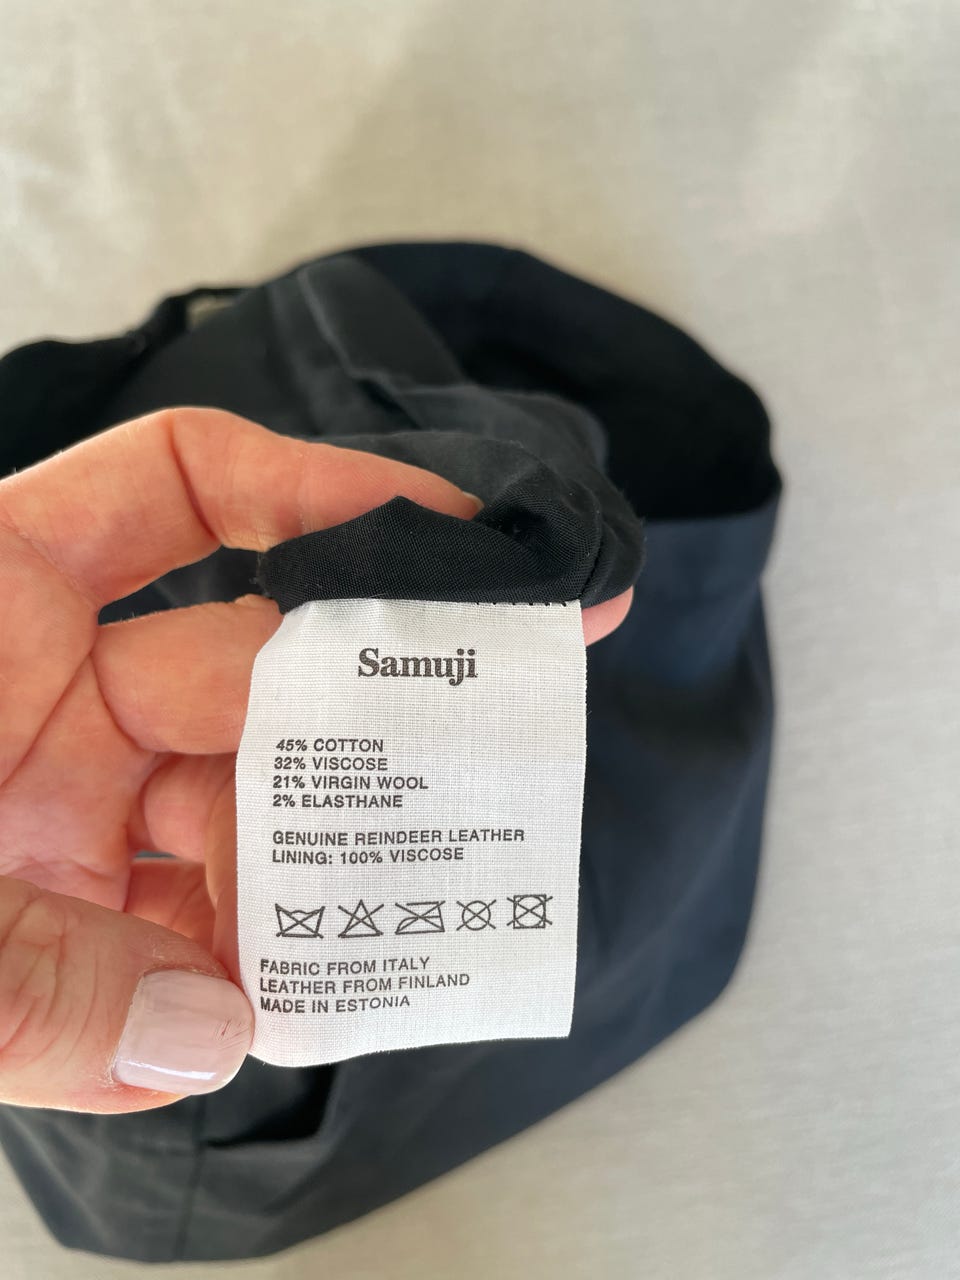 Samuji
45% COTTON
32% VISCOSE
21% VIRGIN WOOL
2% ELASTHANE
GENUINE REINDEER LEATHER
LINING: 100% VISCOSE
FABRIC FROM ITALY
LEATHER FROM FINLAND
MADE IN ESTONIA